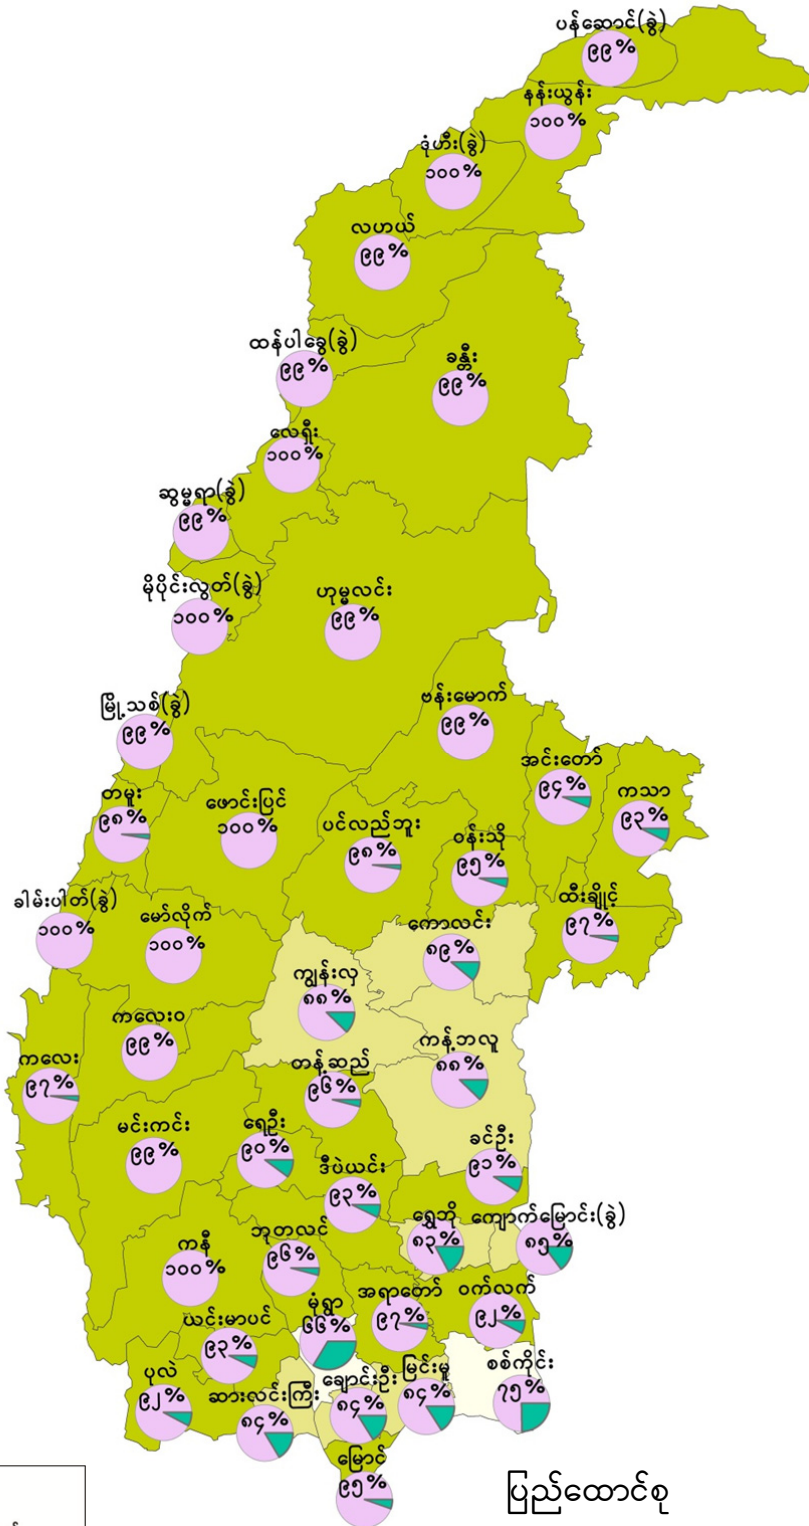 ပန်ဆောင်(ခွဲ)
၉၉%
နန်းယွန်း
၁၀၀%
ဒုံဟီး(ခွဲ)
၁၀၀%
လဟယ်
၉၉%
ထန်ပါခွေ(ခွဲ)
၉၉%
ခန္တီး
၉၉%
လေရှီး
၁၀၀%
ဆွမ္မရာ(ခွဲ)
၉၉%
မိုပိုင်းလွတ်(ခွဲ)
၁၀၀%
ဟုမ္မလင်း
၉၉%
ဗန်းမောက်
၉၉%
မြို့သစ်(ခွဲ)
၉၉%
အင်းတော်
၉၄%
ကသာ
၉၃%
တမူး
၉၈%
ဖောင်းပြင်
၁၀၀%
ပင်လည်ဘူး
၉၈%
ဝန်းသို
၉၅%
ထီးချိုင့်
၉၇%
ခါမ်းပါတ်(ခွဲ)
၁၀၀%
မော်လိုက်
၁၀၀%
ကောလင်း
၈၉%
ကျွန်းလှ
၈၈%
ကလေးဝ
၉၉%
ကန့်ဘလူ
၈၈%
ကလေး
၉၇%
တန့်ဆည်
၉၆%
မင်းကင်း
၉၉%
ရေဦး
၉၀%
ခင်ဦး
၉၁%
ဒီပဲယင်း
၉၃%
ရွှေဘို
၈၃%
ကျောက်မြောင်း(ခွဲ)
၈၅%
ကနီ
၁၀၀%
ဘုတလင်
၉၆%
အရာတော်
၉၇%
ဝက်လက်
၉၂%
မုံရွာ
၆၆%
ယင်းမာပင်
၉၃%
ပုလဲ
၉၂%
ဆားလင်းကြီး
၈၄%
ချောင်းဦး
၈၄%
မြင်းမူ
၈၄%
စစ်ကိုင်း
၇၅%
မြောင်
၉၅%
ပြည်ထောင်စု